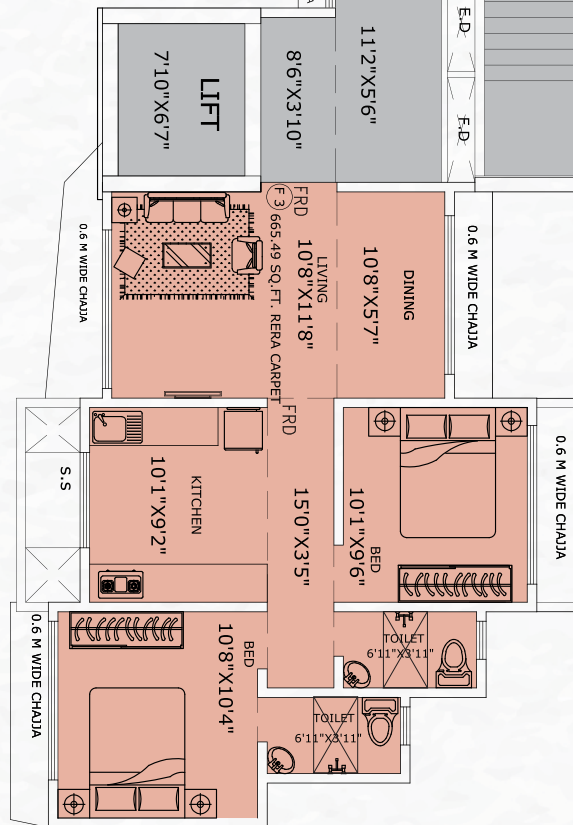 E.D
11'2"X5'6"
8'6"X3'10"
LIFT
7'10"X6'7"
F.D
FRD
F 3
665.49 SQ.FT. RERA CARPET
LIVING
10'8"X11'8"
DINING
10'8"X5'7"
0.6 M WIDE CHAJJA
0.6 M WIDE CHAJJA
FRD
KITCHEN
10'1"X9'2"
S.S
15'0"X3'5"
BED
10'1"X9'6"
0.6 M WIDE CHAJJA
0.6 M WIDE CHAJJA
BED
10'8"X10'4"
TOILET
6'11"X3'11"
TOILET
6'11"X3'11"